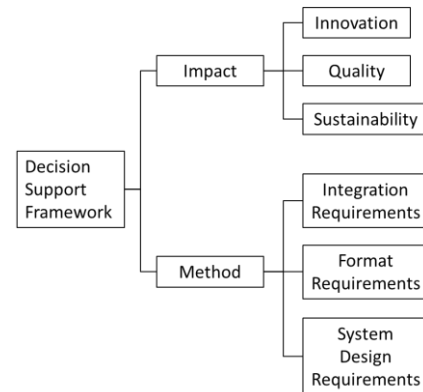 Decision
Support
Framework
Impact
Innovation
Quality
Sustainability
Method
Integration
Requirements
Format
Requirements
System
Design
Requirements